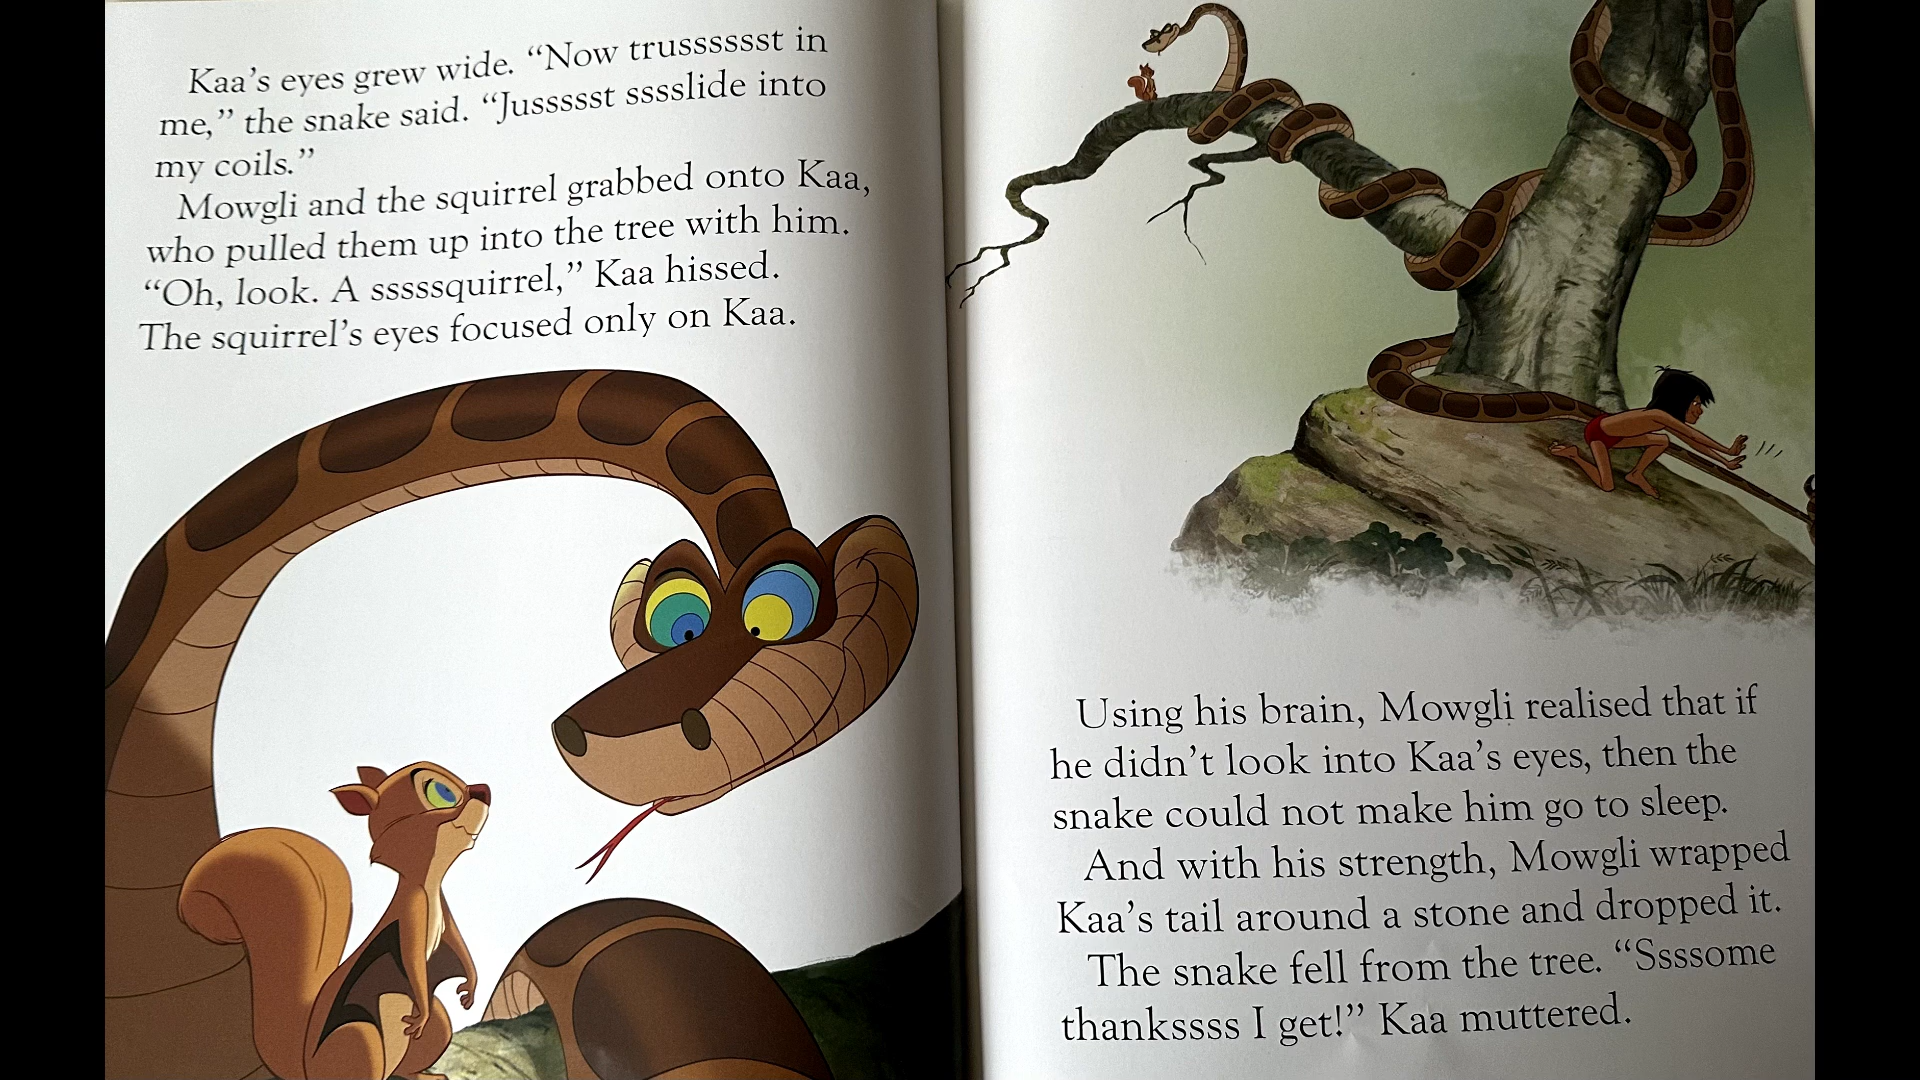 Kaa's eyes grew wide. “Now trusssssst in
me,” the snake said. “Jussssst sssslide into
my coils.”
Mowgli and the squirrel grabbed onto Kaa,
who pulled them up into the tree with him.
“Oh, look. A sssssquirrel,” Kaa hissed.
The squirrel's eyes focused only on Kaa.
Using his brain, Mowgli realised that if
he didn't look into Kaa's eyes, then the
snake could not make him go to sleep.
And with his strength, Mowgli wrapped
Kaa's tail around a stone and dropped it.
The snake fell from the tree. “Ssssome
thankssss I get!” Kaa muttered.